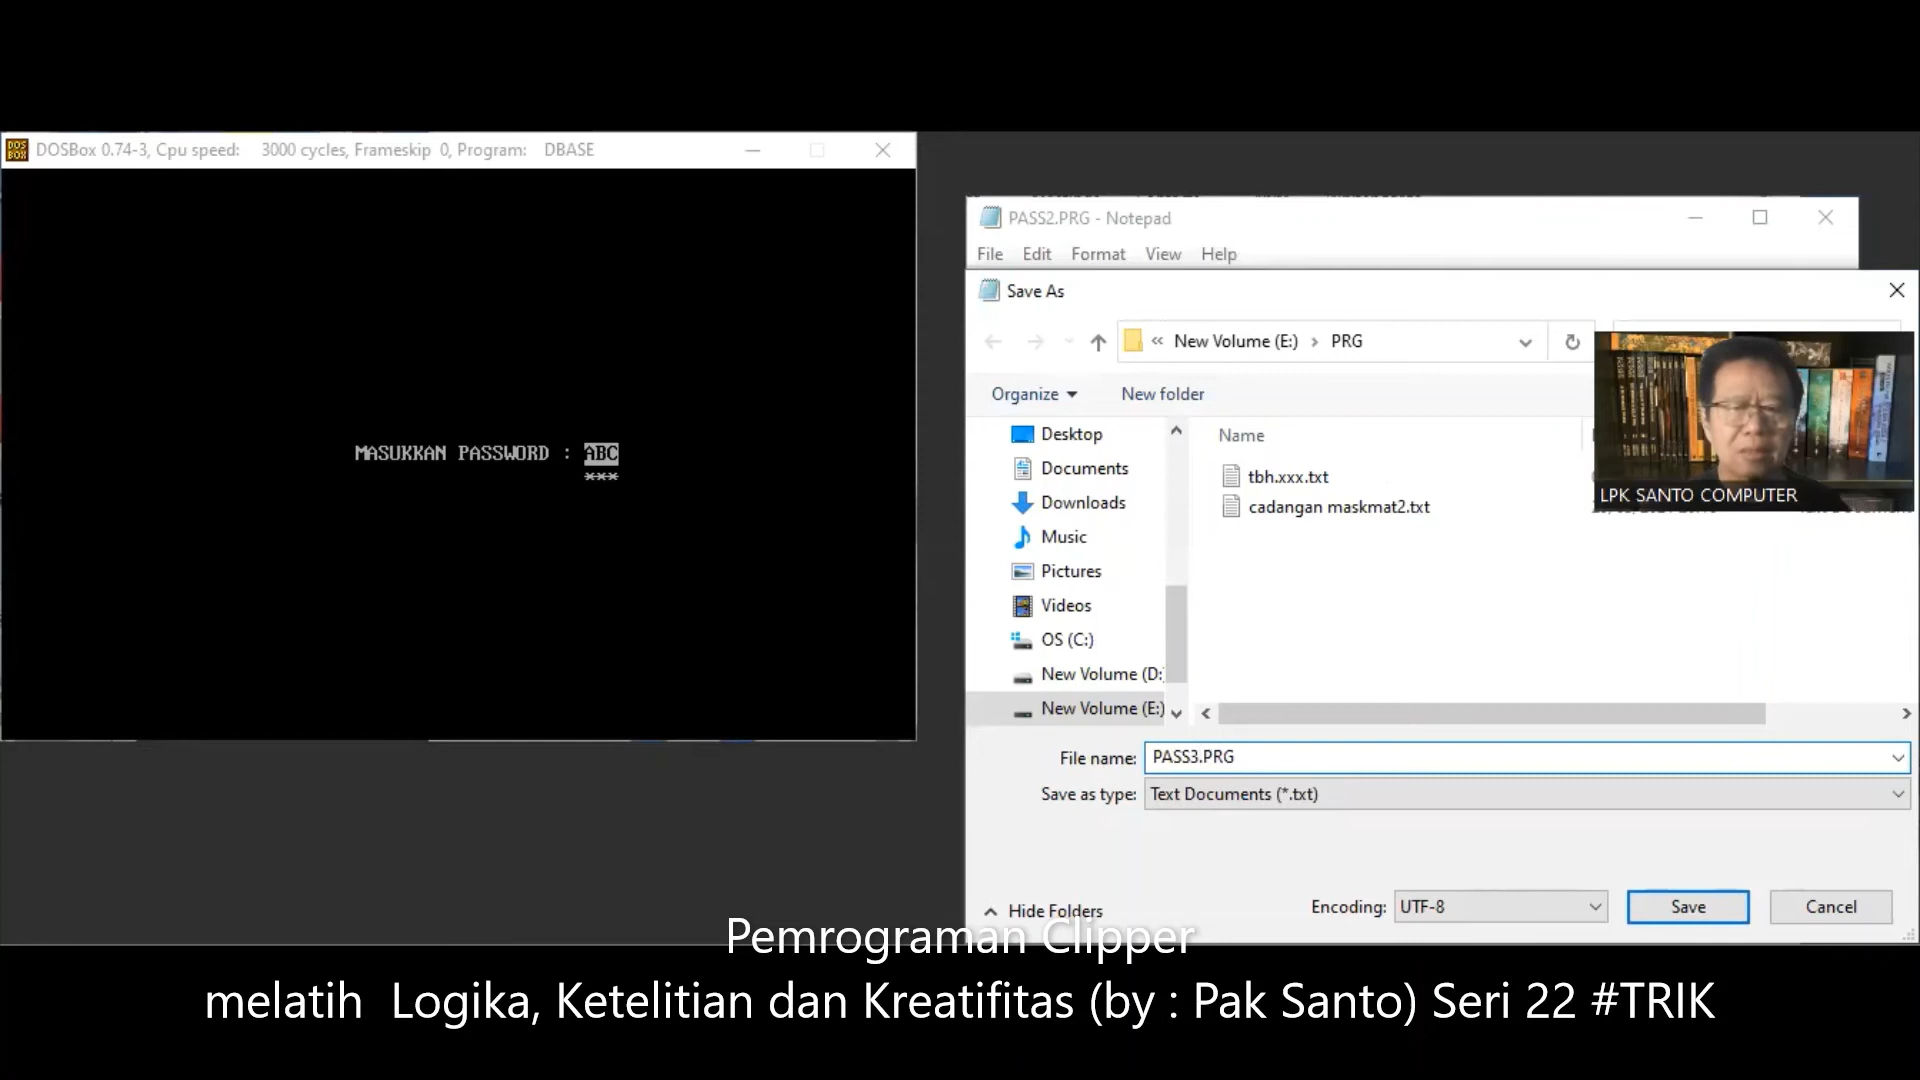 DOSBox 0.74-3, Cpu speed: 3000 cycles, Frameskip 0, Program: DBASE
MASUKKAN PASSWORD : ABC
***
PASS2.PRG - Notepad
File Edit Format View Help
Save As
« New Volume (E:) › PRG
Organize New folder
Desktop
Documents
Downloads
Music
Pictures
Videos
OS (C:)
New Volume (D:
New Volume (E:)
Name
tbh.xxx.txt
cadangan maskmat2.txt
LPK SANTO COMPUTER
File name: PASS3.PRG
Save as type: Text Documents (*.txt)
Hide Folders
Encoding: UTF-8
Save
Cancel
Pemrograman Clipper
melatih Logika, Ketelitian dan Kreatifitas (by : Pak Santo) Seri 22 #TRIK